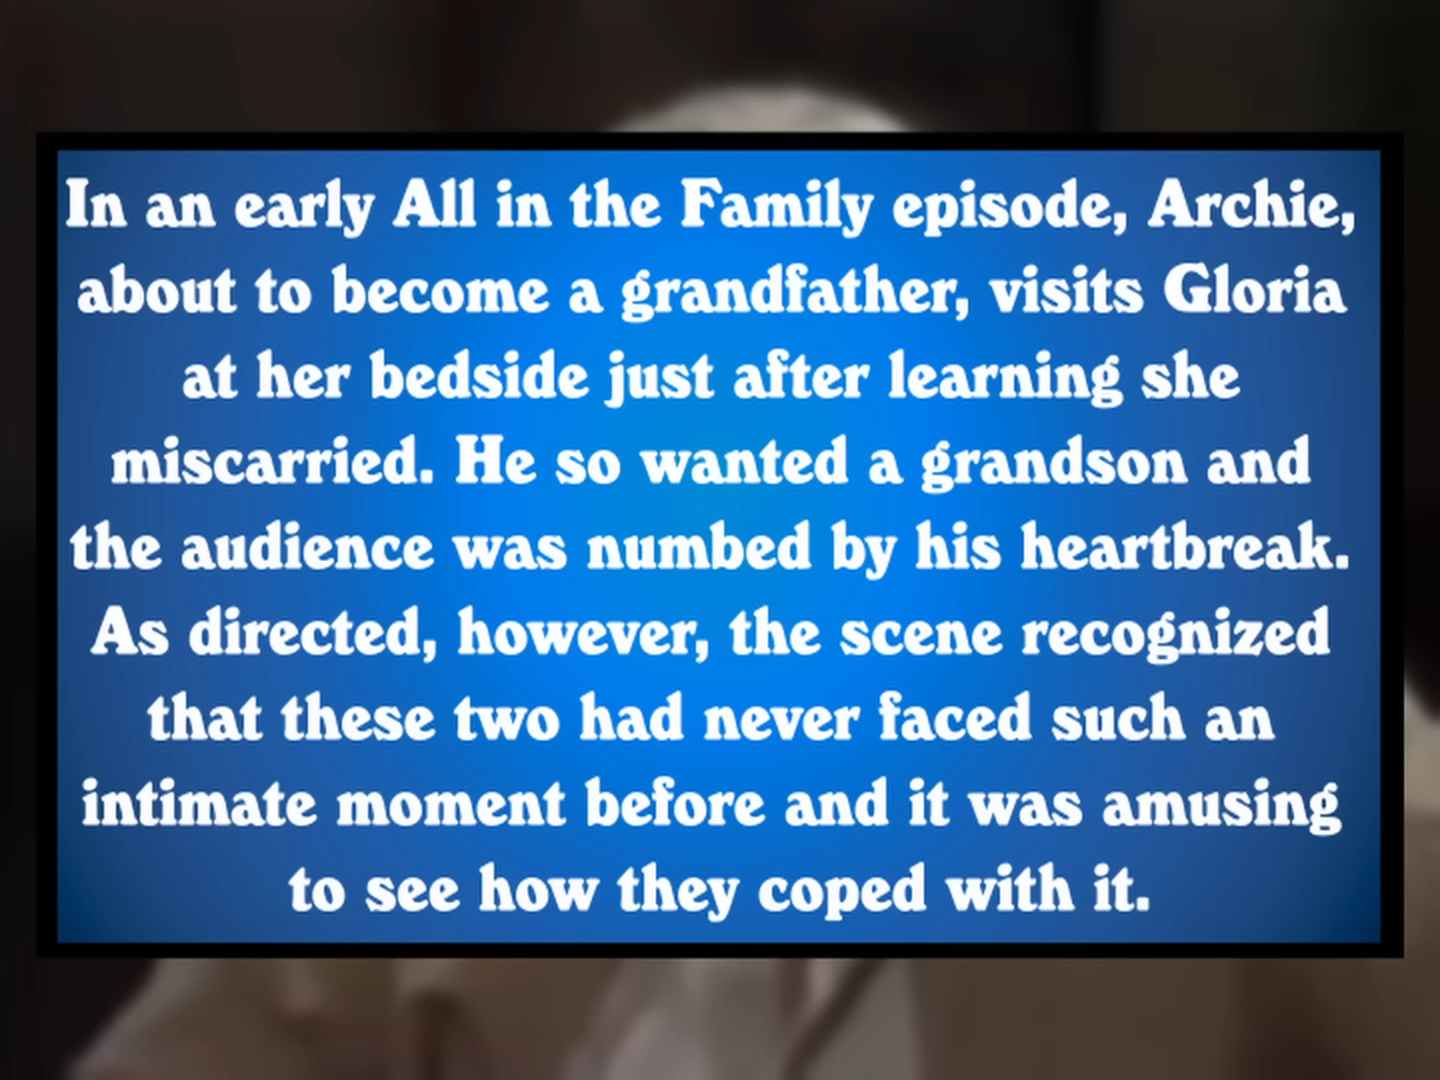 In an early All in the Family episode, Archie,
about to become a grandfather, visits Gloria
at her bedside just after learning she
miscarried. He so wanted a grandson and
the audience was numbed by his heartbreak.
As directed, however, the scene recognized
that these two had never faced such an
intimate moment before and it was amusing
to see how they coped with it.